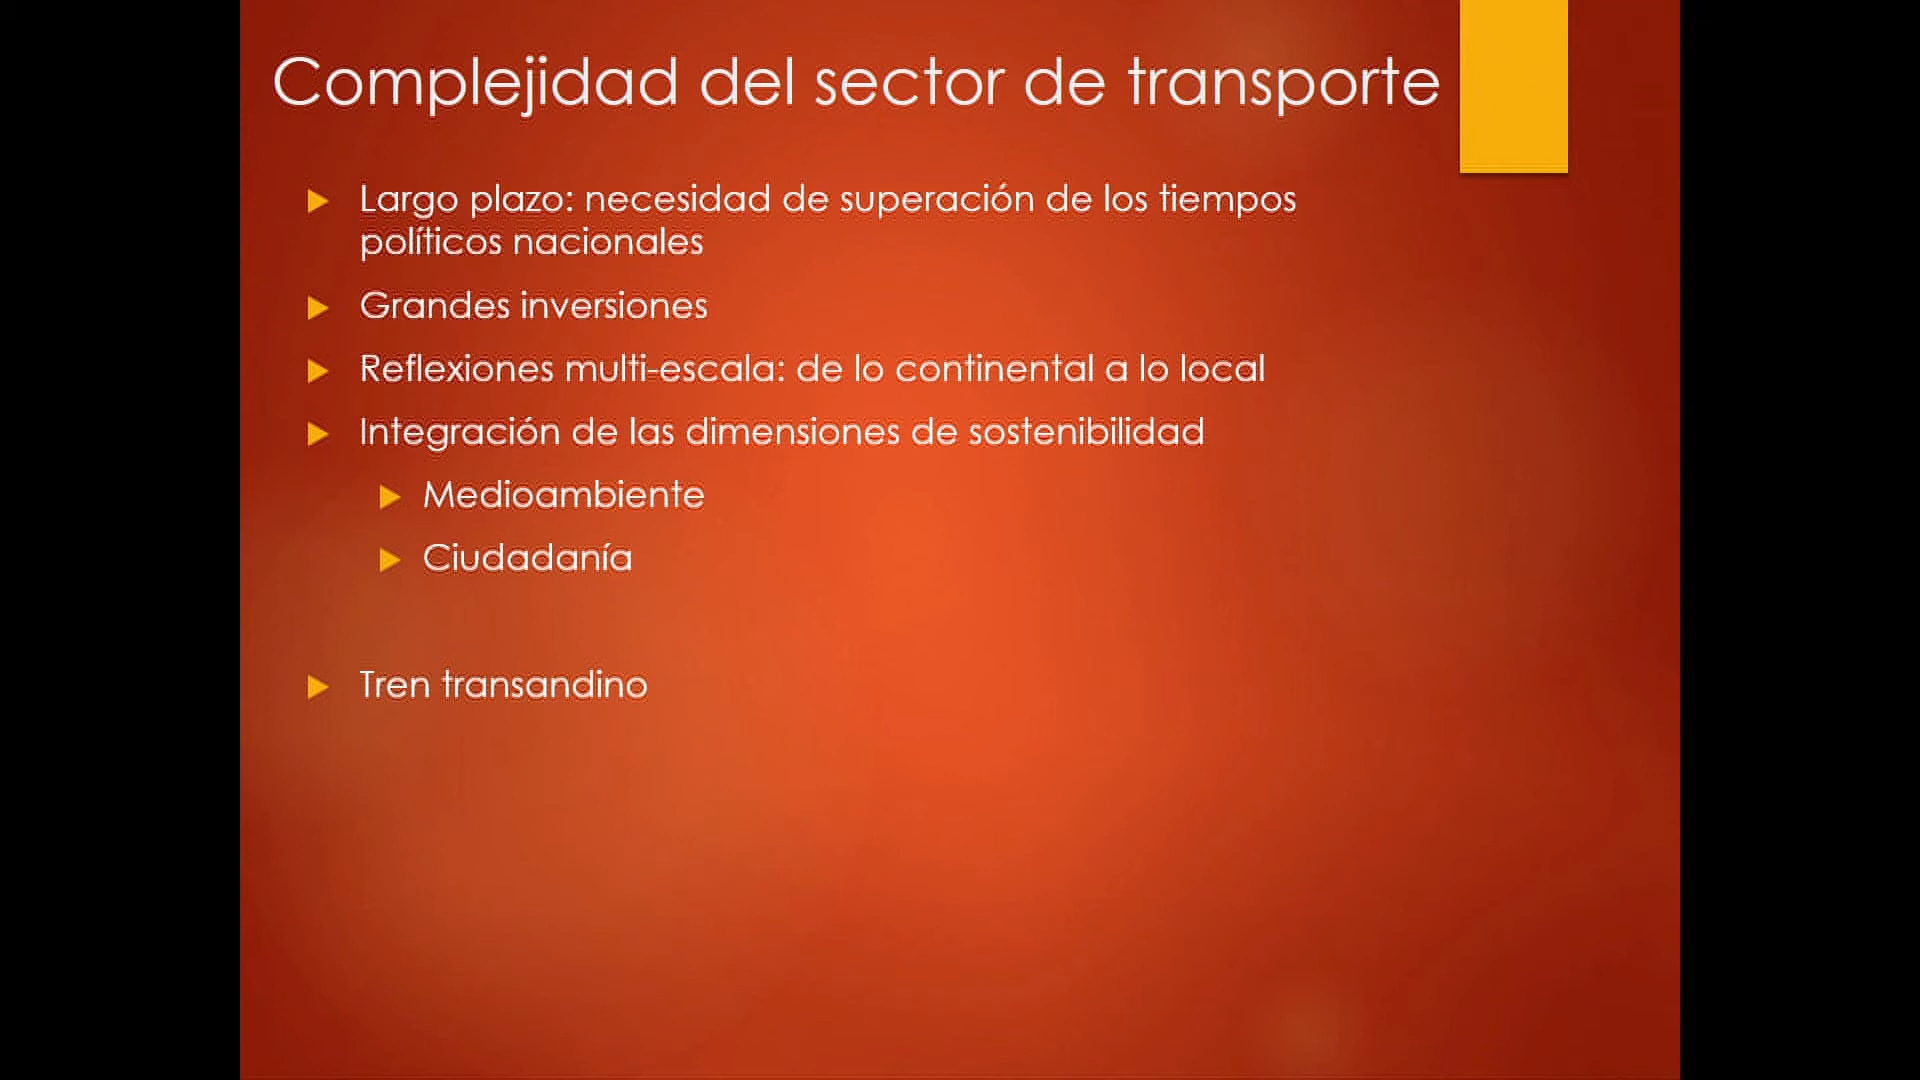 Complejidad del sector de transporte
Largo plazo: necesidad de superación de los tiempos
políticos nacionales
Grandes inversiones
Reflexiones multi-escala: de lo continental a lo local
Integración de las dimensiones de sostenibilidad
Medioambiente
Ciudadanía
Tren transandino